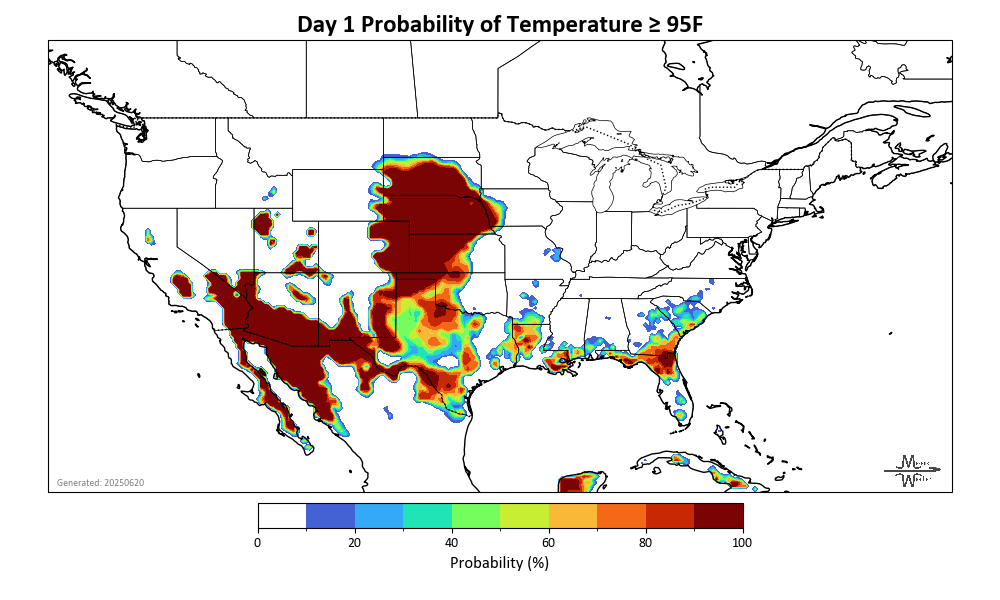 Day 1 Probability of Temperature ≥ 95F
Generated: 20250620
0 20 40 60 80 100
Probability (%)